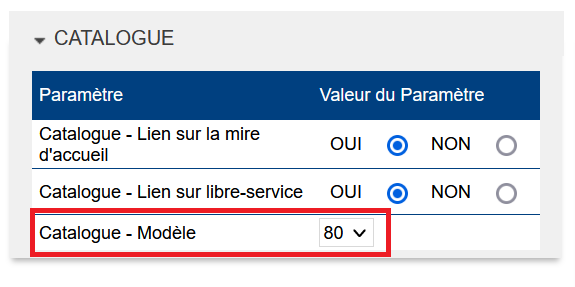 CATALOGUE
Paramètre Valeur du Paramètre
Catalogue - Lien sur la mire
d'accueil OUI NON
Catalogue - Lien sur libre-service OUI NON
Catalogue - Modèle 80